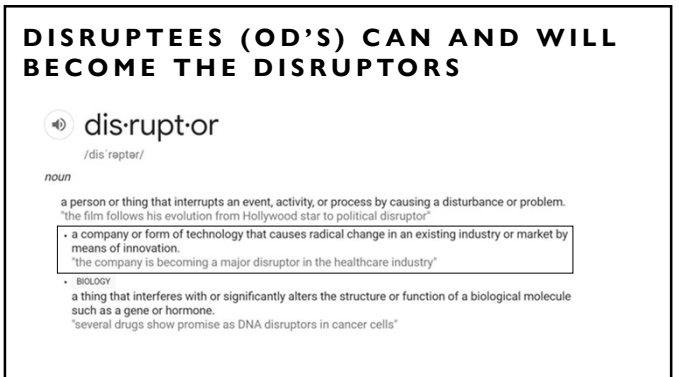 DISRUPTEES (OD'S) CAN AND WILL
BECOME THE DISRUPTORS
dis·rupt·or
/disˈrəptər/
noun
a person or thing that interrupts an event, activity, or process by causing a disturbance or problem.
"the film follows his evolution from Hollywood star to political disruptor"
• a company or form of technology that causes radical change in an existing industry or market by
means of innovation.
"the company is becoming a major disruptor in the healthcare industry"
• BIOLOGY
a thing that interferes with or significantly alters the structure or function of a biological molecule
such as a gene or hormone.
"several drugs show promise as DNA disruptors in cancer cells"